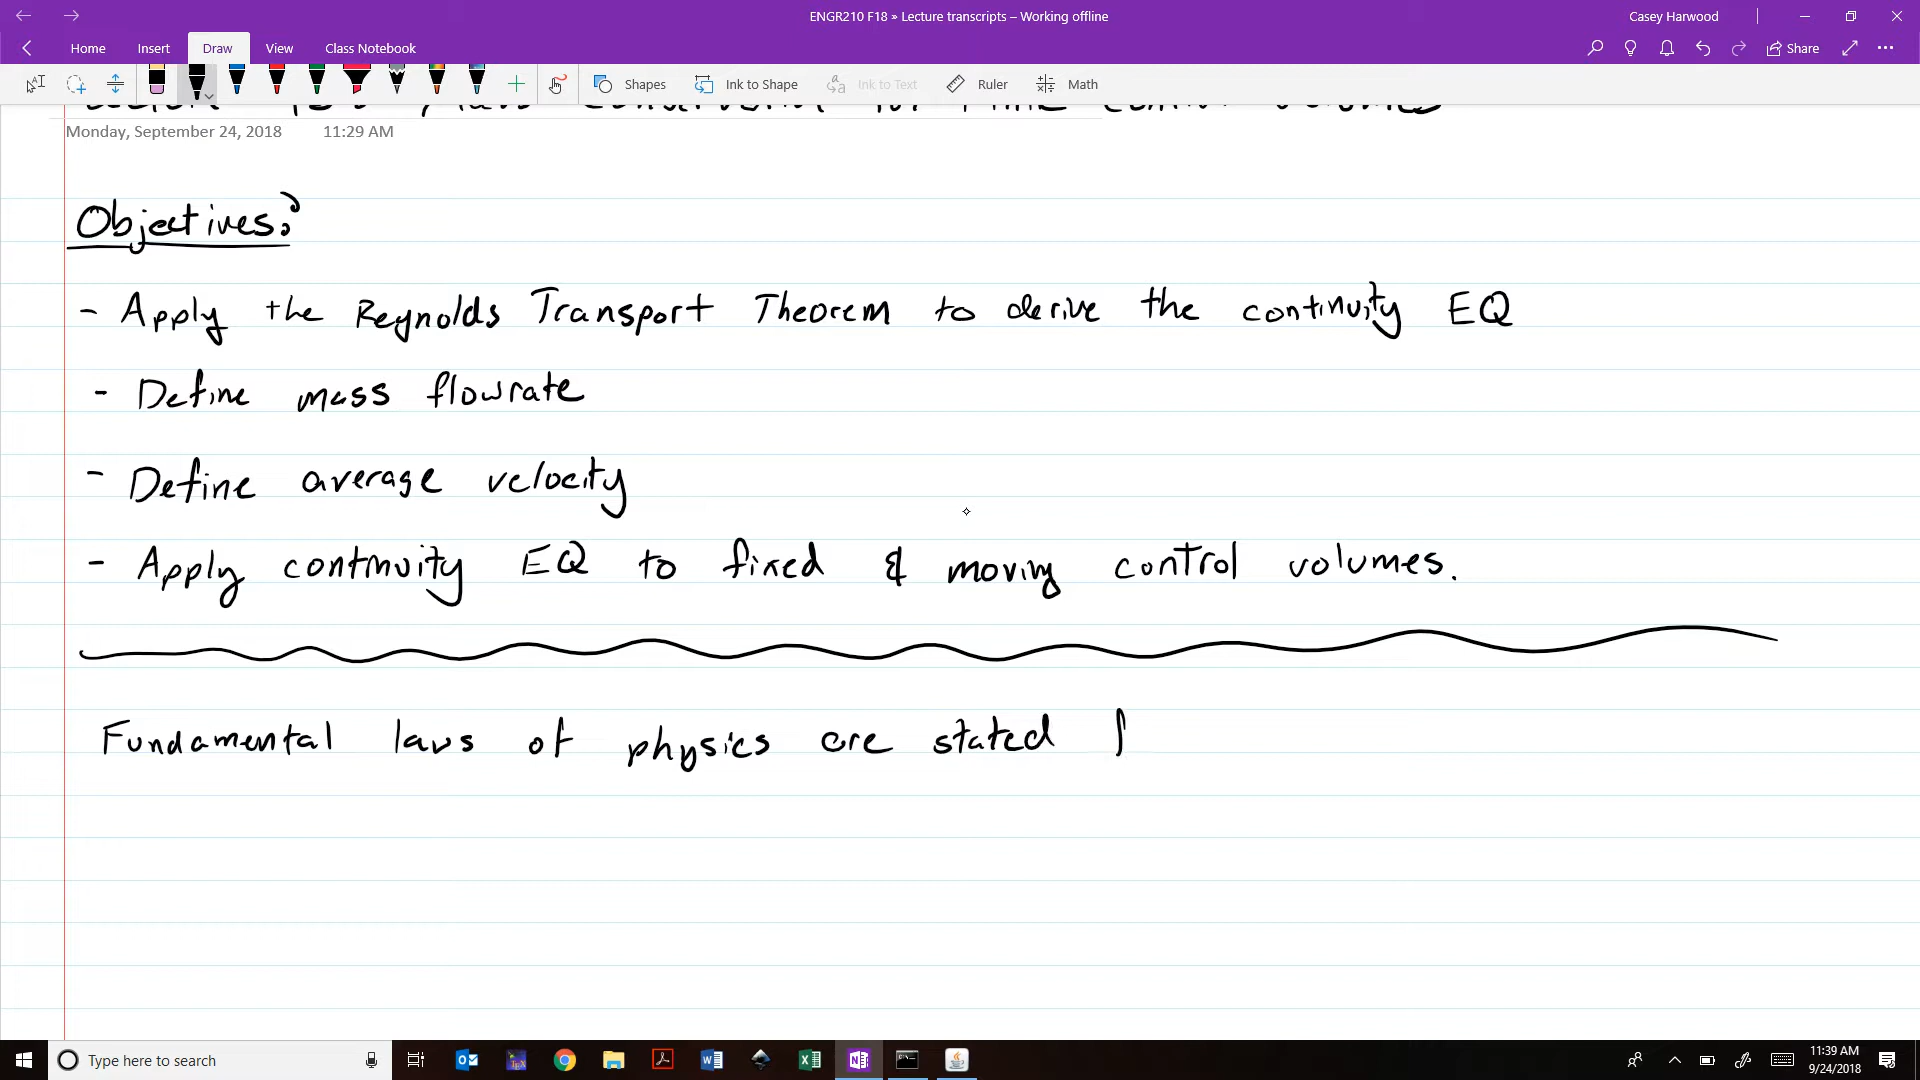 ENGR210 F18 » Lecture transcripts – Working offline
Casey Harwood
Home Insert Draw View Class Notebook
Share
Shapes Ink to Shape Ink to Text Ruler Math
for control volumes
Monday, September 24, 2018 11:29 AM
Objectives:
- Apply the Reynolds Transport Theorem to derive the continuity EQ
- Define mass flowrate
- Define average velocity
- Apply continuity EQ to fixed & moving control volumes.
Fundamental laws of physics are stated
Type here to search
11:39 AM
9/24/2018